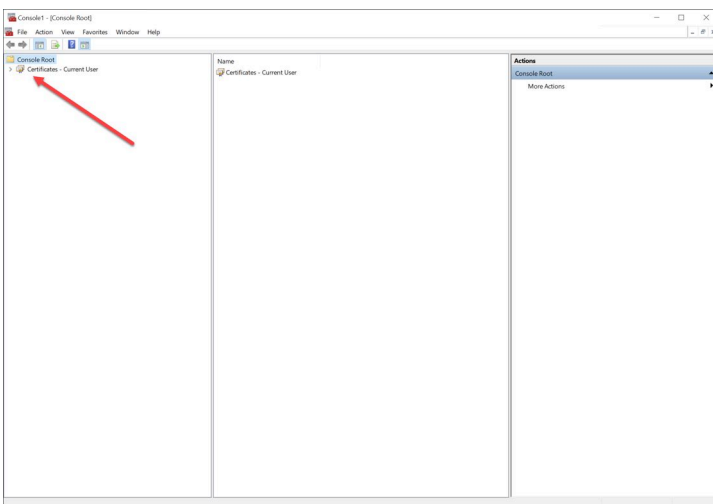 Console1 - [Console Root]
File Action View Favorites Window Help
Console Root
Certificates - Current User
Name
Certificates - Current User
Actions
Console Root
More Actions